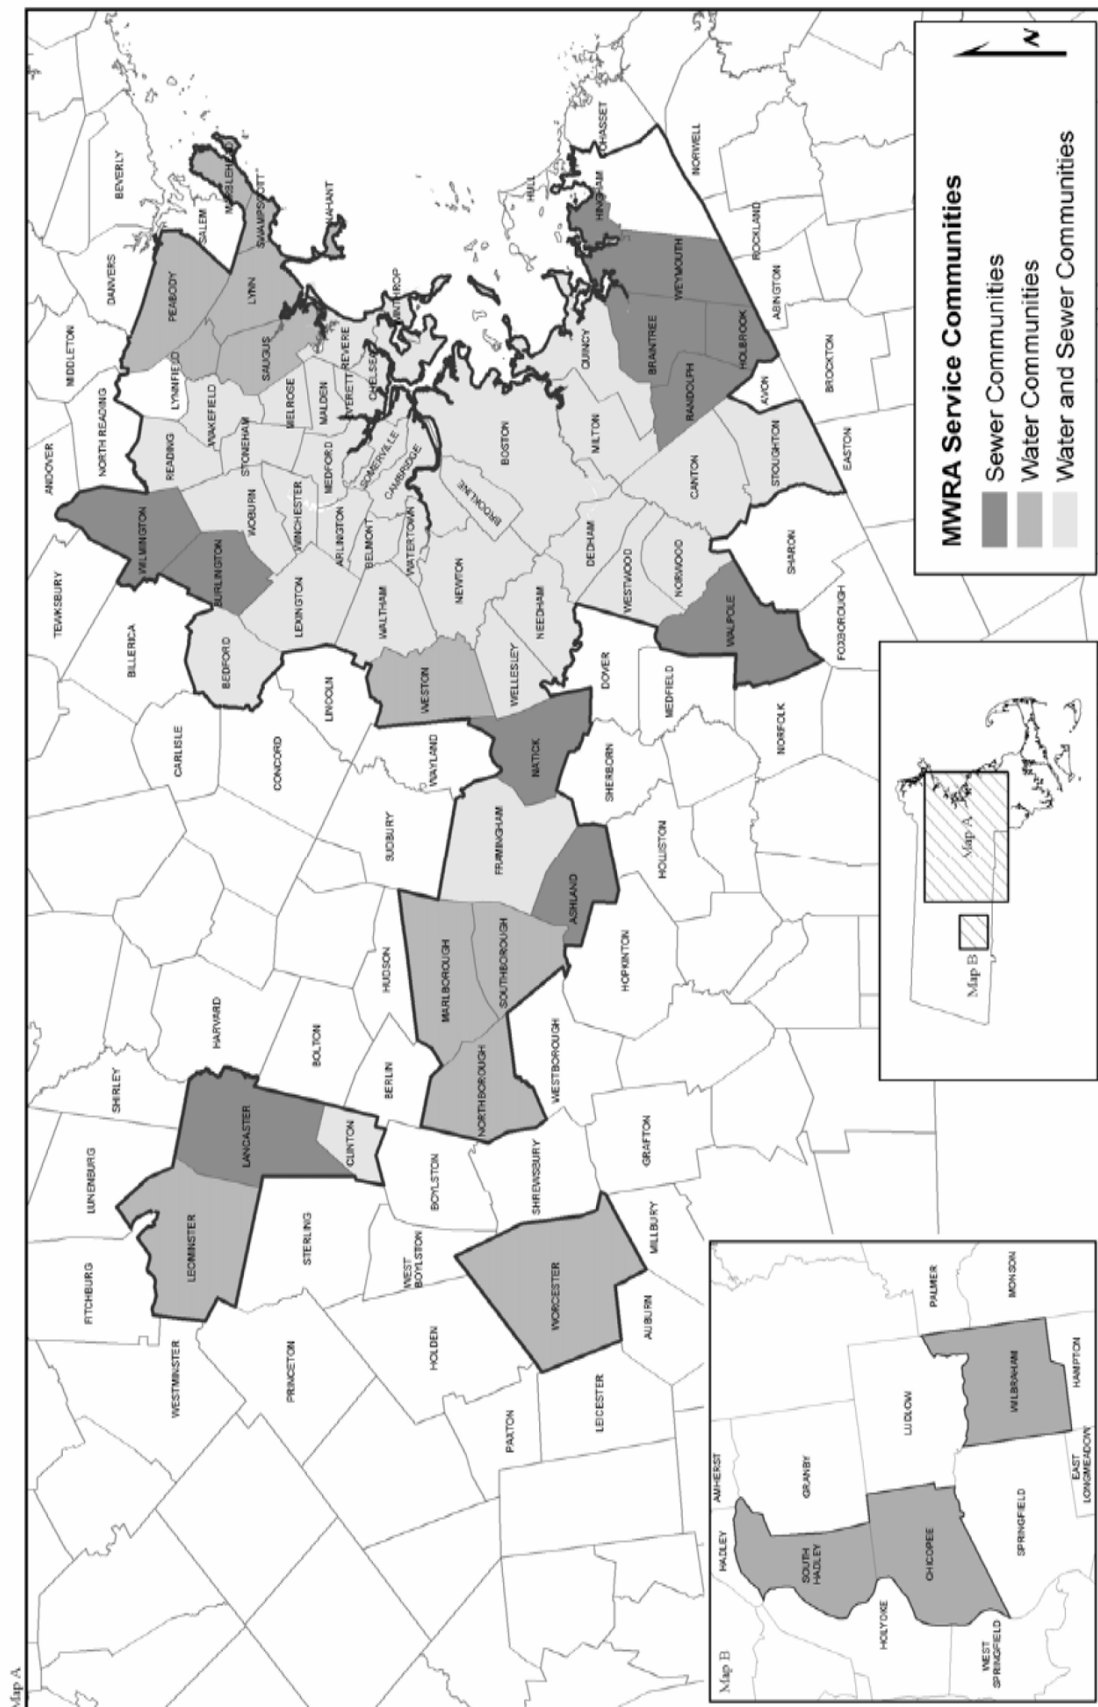 Map A
FITCHBURG
LUNENBURG
SHIRLEY
HARVARD
WESTMINSTER
LEOMINSTER
LANCASTER
BOLTON
PRINCETON
STERLING
CLINTON
BERLIN
HUDSON
HOLDEN
WEST
BOYLSTON
BOYLSTON
NORTHBOROUGH
MARLBOROUGH
SOUTHBOROUGH
PAXTON
WORCESTER
SHREWSBURY
WESTBOROUGH
LEICESTER
AUBURN
MILLBURY
GRAFTON
HOPKINTON
ASHLAND
HOLLISTON
FRAMINGHAM
SUDBURY
WAYLAND
NATICK
SHERBORN
CARLISLE
CONCORD
LINCOLN
WESTON
WELLESLEY
DOVER
MEDFIELD
NORFOLK
TEWKSBURY
BILLERICA
BEDFORD
LEXINGTON
WALTHAM
NEWTON
NEEDHAM
WESTWOOD
NORWOOD
WALPOLE
FOXBOROUGH
SHARON
WILMINGTON
BURLINGTON
WOBURN
WINCHESTER
ARLINGTON
BELMONT
WATERTOWN
BROOKLINE
DEDHAM
CANTON
STOUGHTON
EASTON
ANDOVER
NORTH READING
READING
STONEHAM
MEDFORD
SOMERVILLE
CAMBRIDGE
BOSTON
MILTON
RANDOLPH
AVON
BROCKTON
MIDDLETON
LYNNFIELD
WAKEFIELD
MELROSE
MALDEN
EVERETT
CHELSEA
REVERE
WINTHROP
QUINCY
BRAINTREE
HOLBROOK
ABINGTON
DANVERS
PEABODY
SAUGUS
LYNN
BEVERLY
SALEM
MARBLEHEAD
SWAMPSCOTT
NAHANT
HULL
HINGHAM
WEYMOUTH
ROCKLAND
NORWELL
COHASSET
MWRA Service Communities
Sewer Communities
Water Communities
Water and Sewer Communities
N
Map A
Map B
Map B
HADLEY
AMHERST
SOUTH
HADLEY
GRANBY
HOLYOKE
CHICOPEE
LUDLOW
PALMER
WEST
SPRINGFIELD
SPRINGFIELD
WILBRAHAM
MONSON
EAST
LONGMEADOW
HAMPTON